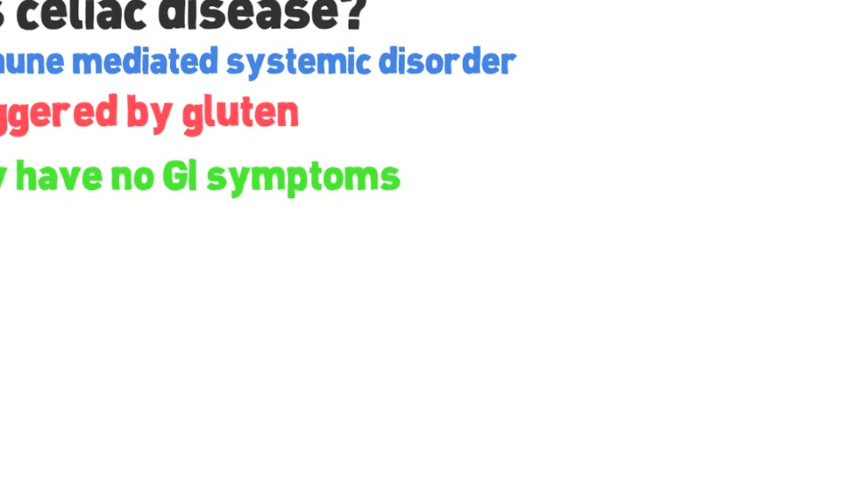 s celiac disease?
mune mediated systemic disorder
ggered by gluten
y have no GI symptoms